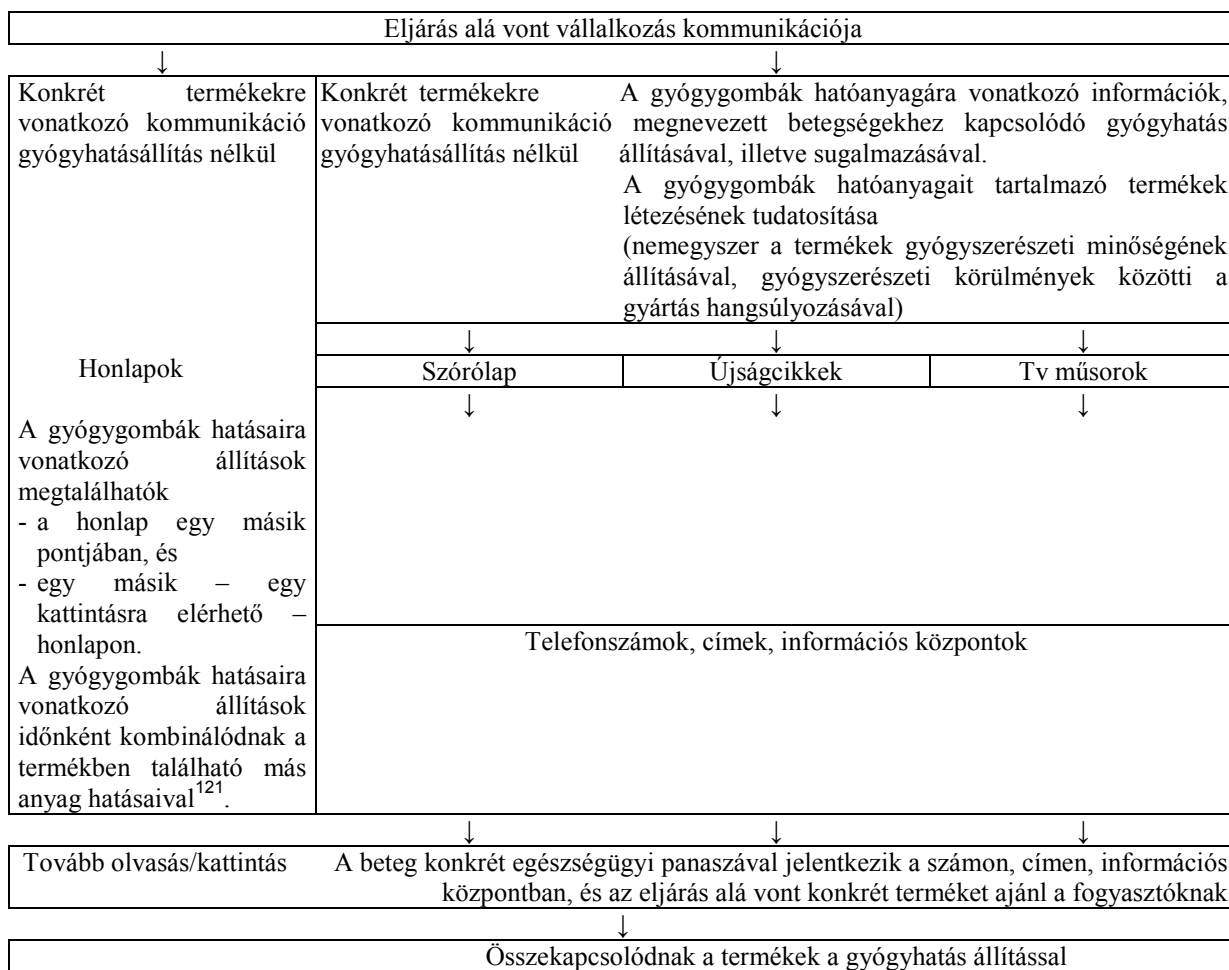 Eljárás alá vont vállalkozás kommunikációja
↓ ↓
Konkrét termékekre
vonatkozó kommunikáció
gyógyhatásállítás nélkül
Honlapok
A gyógygombák hatásaira
vonatkozó állítások
megtalálhatók
- a honlap egy másik
pontjában, és
- egy másik – egy
kattintásra elérhető –
honlapon.
A gyógygombák hatásaira
vonatkozó állítások
időnként kombinálódnak a
termékben található más
anyag hatásaival121.
Konkrét termékekre
vonatkozó kommunikáció
gyógyhatásállítás nélkül
A gyógygombák hatóanyagára vonatkozó információk,
megnevezett betegségekhez kapcsolódó gyógyhatás
állításával, illetve sugalmazásával.
A gyógygombák hatóanyagait tartalmazó termékek
létezésének tudatosítása
(nemegyszer a termékek gyógyszerészeti minőségének
állításával, gyógyszerészeti körülmények közötti a
gyártás hangsúlyozásával)
↓ ↓ ↓
Szórólap Újságcikkek Tv műsorok
↓ ↓ ↓
Telefonszámok, címek, információs központok
↓ ↓ ↓
Tovább olvasás/kattintás
A beteg konkrét egészségügyi panaszával jelentkezik a számon, címen, információs
központban, és az eljárás alá vont konkrét terméket ajánl a fogyasztóknak
↓
Összekapcsolódnak a termékek a gyógyhatás állítással